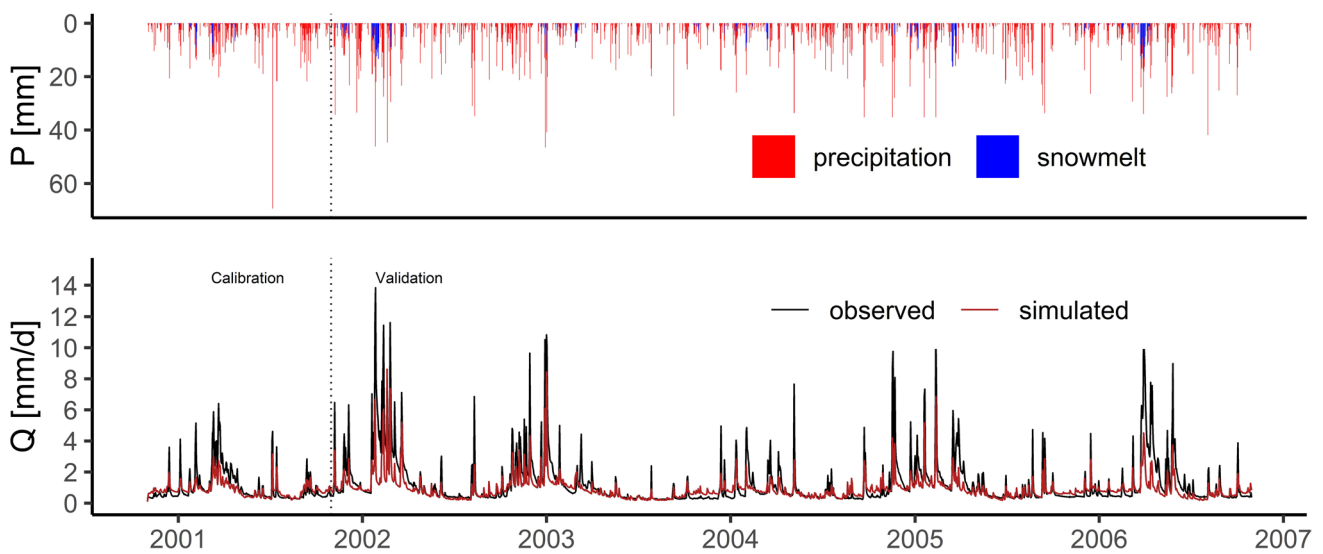 P [mm]
0
20
40
60
precipitation snowmelt
Q [mm/d]
14
12
10
8
6
4
2
0
Calibration Validation
observed simulated
2001 2002 2003 2004 2005 2006 2007